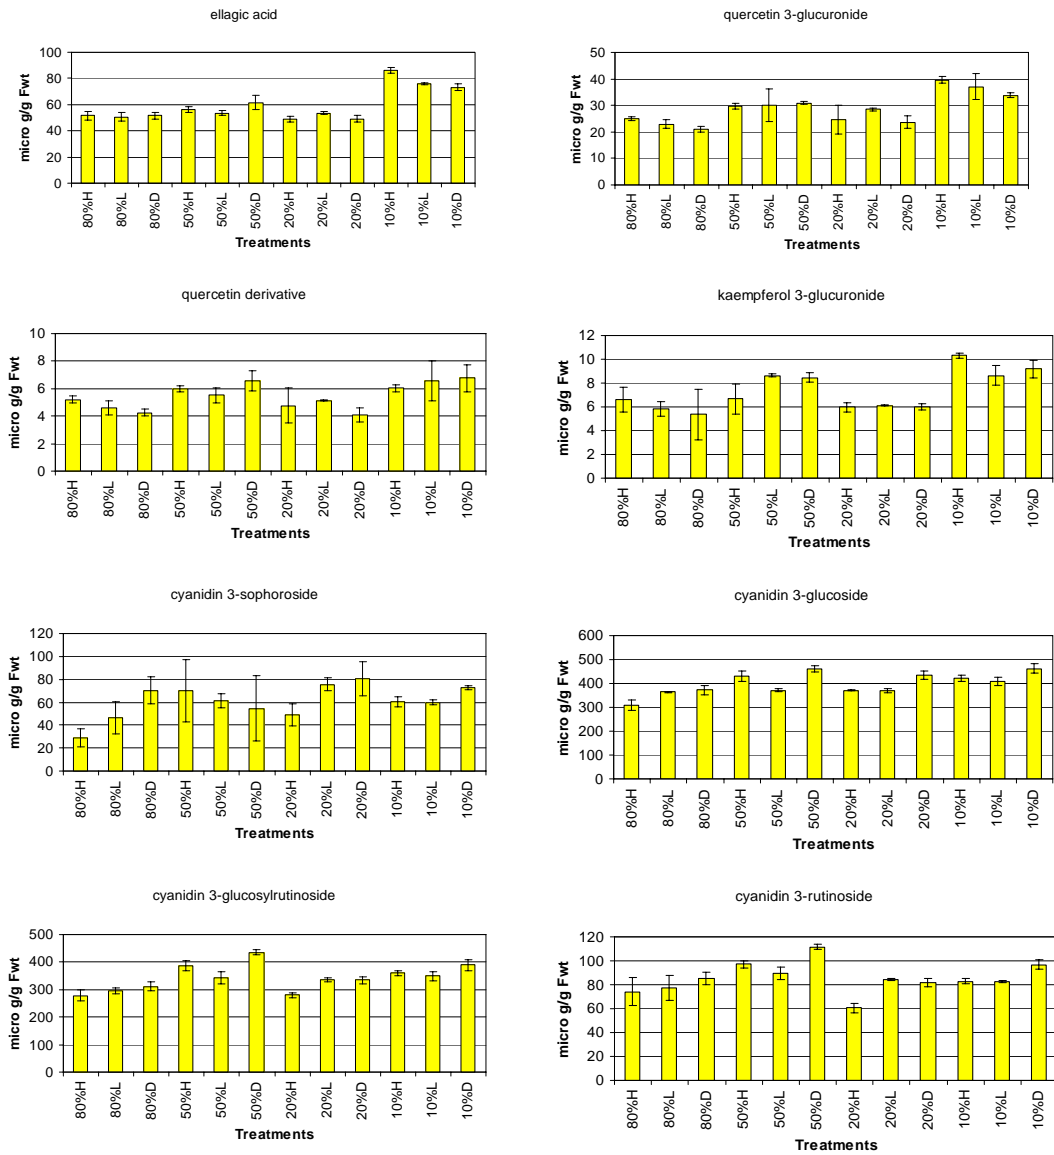 ellagic acid
micro g/g Fwt
100
80
60
40
20
0
80%H
80%L
80%D
50%H
50%L
50%D
20%H
20%L
20%D
10%H
10%L
10%D
Treatments
quercetin 3-glucuronide
micro g/g Fwt
50
40
30
20
10
0
80%H
80%L
80%D
50%H
50%L
50%D
20%H
20%L
20%D
10%H
10%L
10%D
Treatments
quercetin derivative
micro g/g Fwt
10
8
6
4
2
0
80%H
80%L
80%D
50%H
50%L
50%D
20%H
20%L
20%D
10%H
10%L
10%D
Treatments
kaempferol 3-glucuronide
micro g/g Fwt
12
10
8
6
4
2
0
80%H
80%L
80%D
50%H
50%L
50%D
20%H
20%L
20%D
10%H
10%L
10%D
Treatments
cyanidin 3-sophoroside
micro g/g Fwt
120
100
80
60
40
20
0
80%H
80%L
80%D
50%H
50%L
50%D
20%H
20%L
20%D
10%H
10%L
10%D
Treatments
cyanidin 3-glucoside
micro g/g Fwt
600
500
400
300
200
100
0
80%H
80%L
80%D
50%H
50%L
50%D
20%H
20%L
20%D
10%H
10%L
10%D
Treatments
cyanidin 3-glucosylrutinoside
micro g/g Fwt
500
400
300
200
100
0
80%H
80%L
80%D
50%H
50%L
50%D
20%H
20%L
20%D
10%H
10%L
10%D
Treatments
cyanidin 3-rutinoside
micro g/g Fwt
120
100
80
60
40
20
0
80%H
80%L
80%D
50%H
50%L
50%D
20%H
20%L
20%D
10%H
10%L
10%D
Treatments